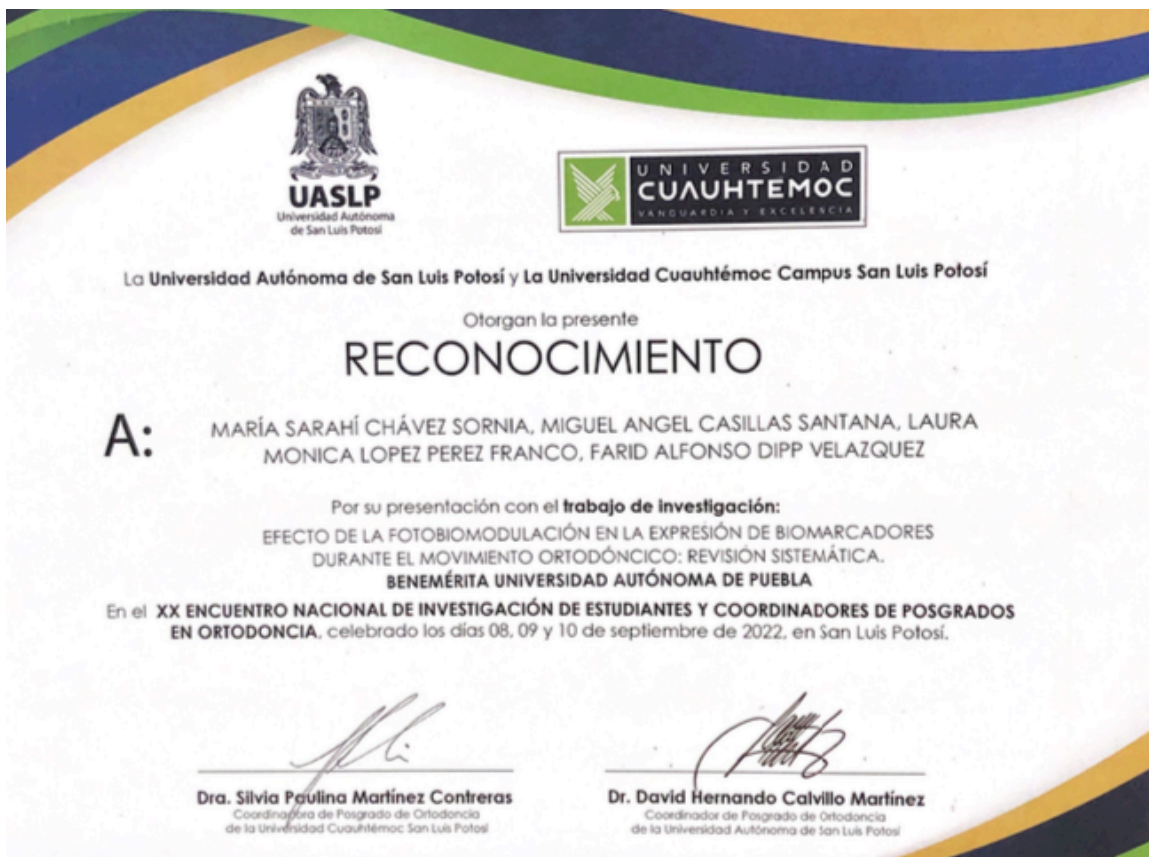 UASLP
Universidad Autónoma
de San Luis Potosí
UNIVERSIDAD
CUAUHTEMOC
VANGUARDIA Y EXCELENCIA
La Universidad Autónoma de San Luis Potosí y La Universidad Cuauhtémoc Campus San Luis Potosí
Otorgan la presente
RECONOCIMIENTO
A:
MARÍA SARAHÍ CHÁVEZ SORNIA, MIGUEL ANGEL CASILLAS SANTANA, LAURA
MONICA LOPEZ PEREZ FRANCO, FARID ALFONSO DIPP VELAZQUEZ
Por su presentación con el trabajo de investigación:
EFECTO DE LA FOTOBIOMODULACIÓN EN LA EXPRESIÓN DE BIOMARCADORES
DURANTE EL MOVIMIENTO ORTODÓNCICO: REVISIÓN SISTEMÁTICA.
BENEMÉRITA UNIVERSIDAD AUTÓNOMA DE PUEBLA
En el XX ENCUENTRO NACIONAL DE INVESTIGACIÓN DE ESTUDIANTES Y COORDINADORES DE POSGRADOS
EN ORTODONCIA, celebrado los días 08, 09 y 10 de septiembre de 2022, en San Luis Potosí.
Dra. Silvia Paulina Martínez Contreras
Coordinadora de Posgrado de Ortodoncia
de la Universidad Cuauhtémoc San Luis Potosí
Dr. David Hernando Calvillo Martínez
Coordinador de Posgrado de Ortodoncia
de la Universidad Autónoma de San Luis Potosí